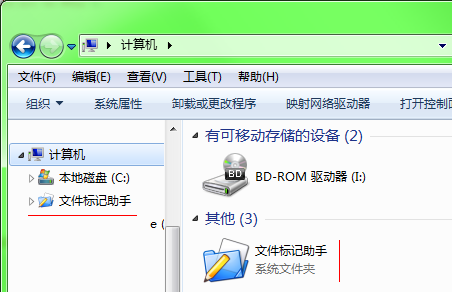 计算机
文件(F) 编辑(E) 查看(V) 工具(T) 帮助(H)
组织 系统属性 卸载或更改程序 映射网络驱动器 打开控制
计算机
本地磁盘 (C:)
文件标记助手
e (
有可移动存储的设备 (2)
BD
BD-ROM 驱动器 (I:)
其他 (3)
文件标记助手
系统文件夹